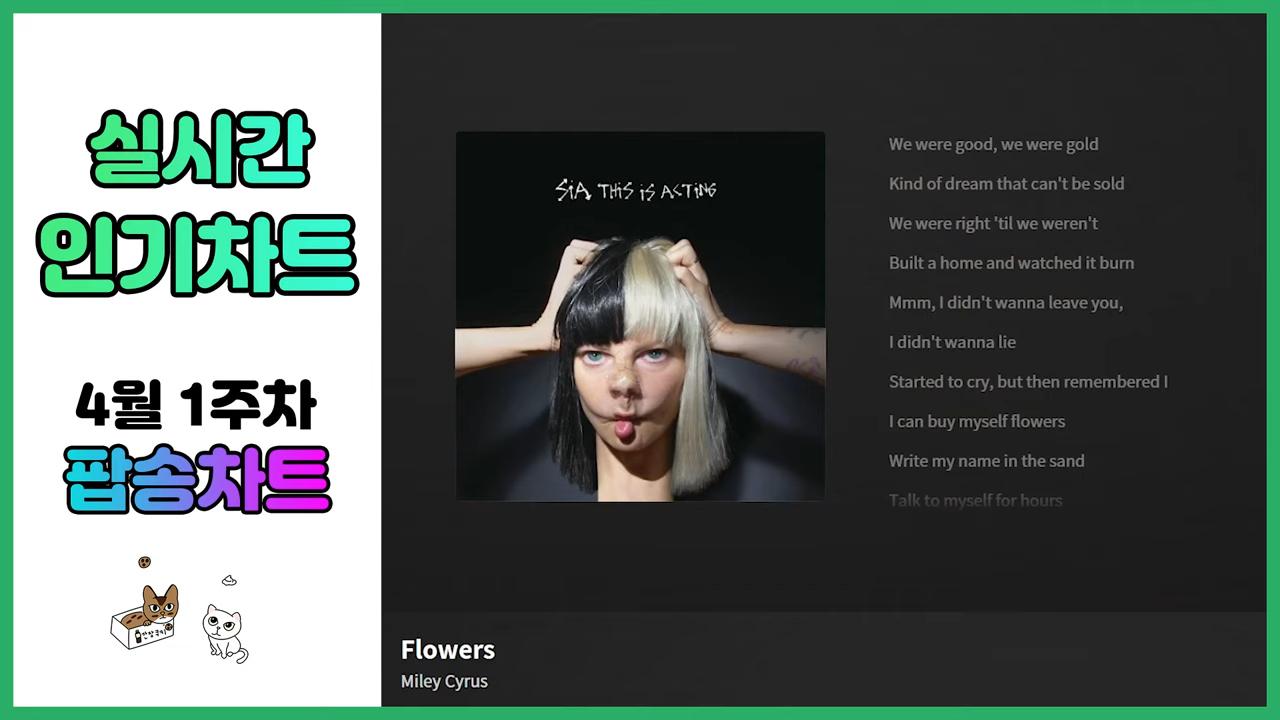 실시간
인기차트
4월 1주차
팝송차트
SiA THiS iS ACTiNG
We were good, we were gold
Kind of dream that can't be sold
We were right 'til we weren't
Built a home and watched it burn
Mmm, I didn't wanna leave you,
I didn't wanna lie
Started to cry, but then remembered I
I can buy myself flowers
Write my name in the sand
Talk to myself for hours
Flowers
Miley Cyrus